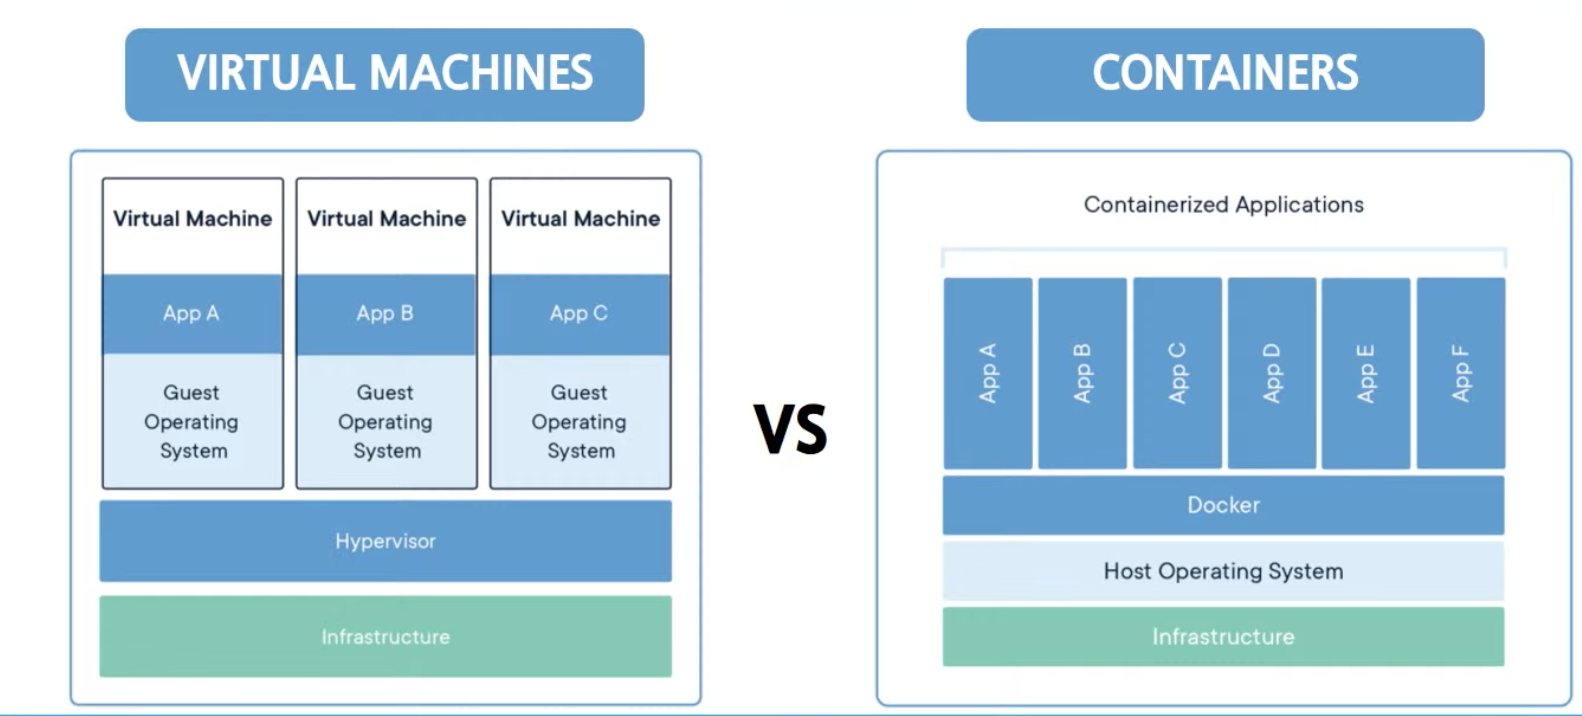 VIRTUAL MACHINES
CONTAINERS
Virtual Machine
App A
Guest
Operating
System
Virtual Machine
App B
Guest
Operating
System
Virtual Machine
App C
Guest
Operating
System
Hypervisor
Infrastructure
VS
Containerized Applications
App A
App B
App C
App D
App E
App F
Docker
Host Operating System
Infrastructure